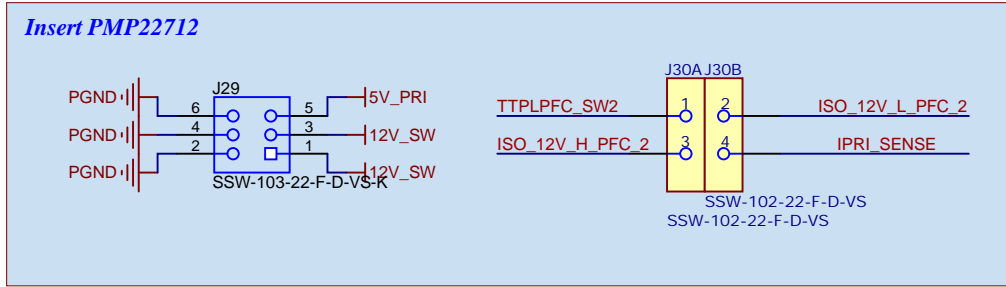 Insert PMP22712
J29
PGND 6 5 5V_PRI
PGND 4 3 12V_SW
PGND 2 1 12V_SW
SSW-103-22-F-D-VS-K
J30A J30B
TTPLPFC_SW2 1 2 ISO_12V_L_PFC_2
ISO_12V_H_PFC_2 3 4 IPRI_SENSE
SSW-102-22-F-D-VS
SSW-102-22-F-D-VS